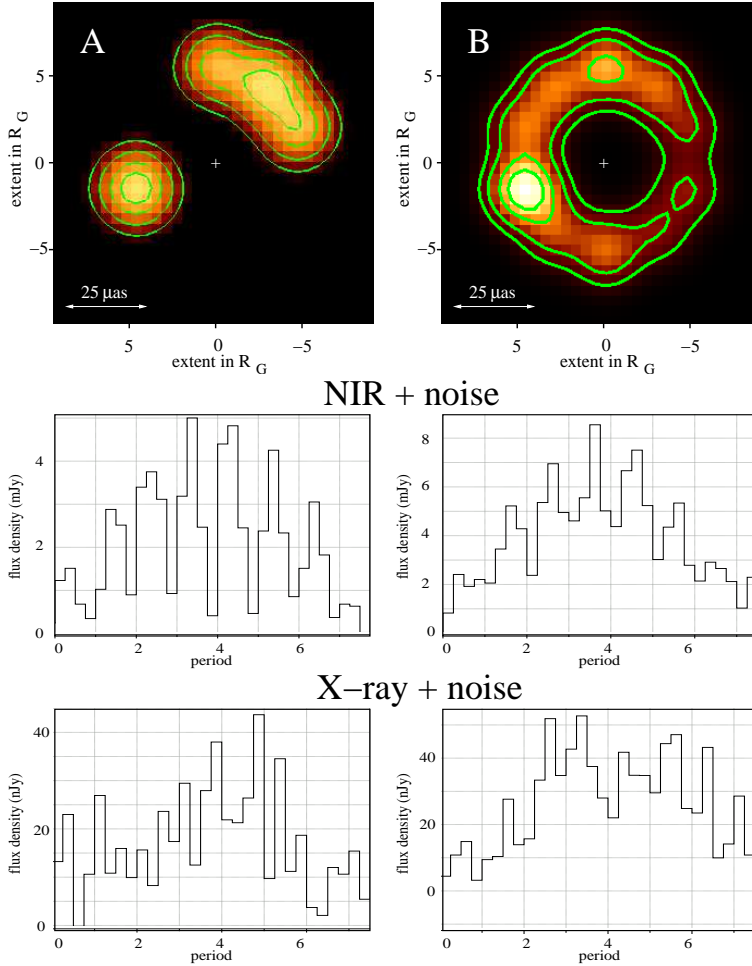 A
extent in R G
5
0
−5
25 µas
5 0 −5
extent in R G
B
extent in R G
5
0
−5
25 µas
5 0 −5
extent in R G
NIR + noise
flux density (mJy)
4
2
0
0 2 4 6
period
flux density (mJy)
8
6
4
2
0
0 2 4 6
period
X−ray + noise
flux density (nJy)
40
20
0
0 2 4 6
period
flux density (nJy)
40
20
0
0 2 4 6
period